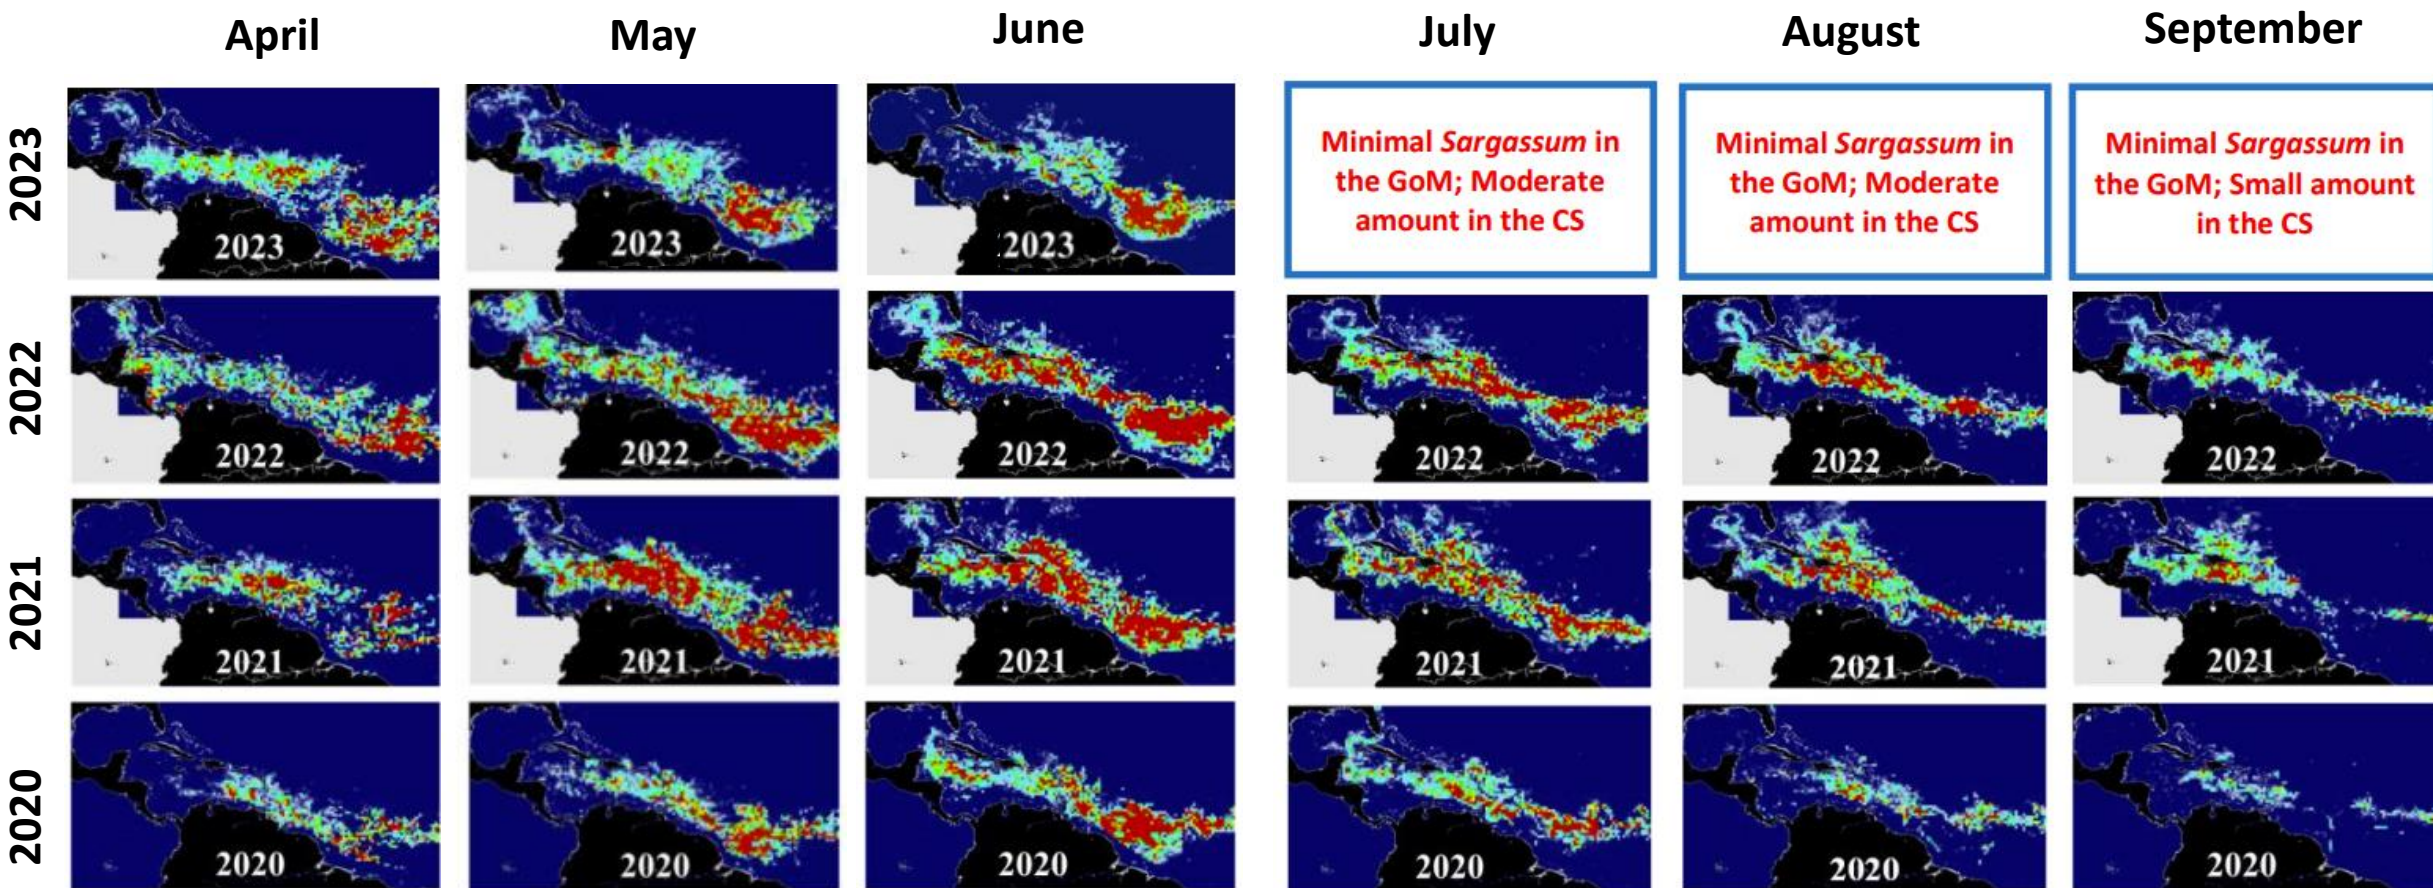 April May June July August September
2023
2023 2023 2023
Minimal Sargassum in
the GoM; Moderate
amount in the CS
Minimal Sargassum in
the GoM; Moderate
amount in the CS
Minimal Sargassum in
the GoM; Small amount
in the CS
2022
2022 2022 2022 2022 2022 2022
2021
2021 2021 2021 2021 2021 2021
2020
2020 2020 2020 2020 2020 2020